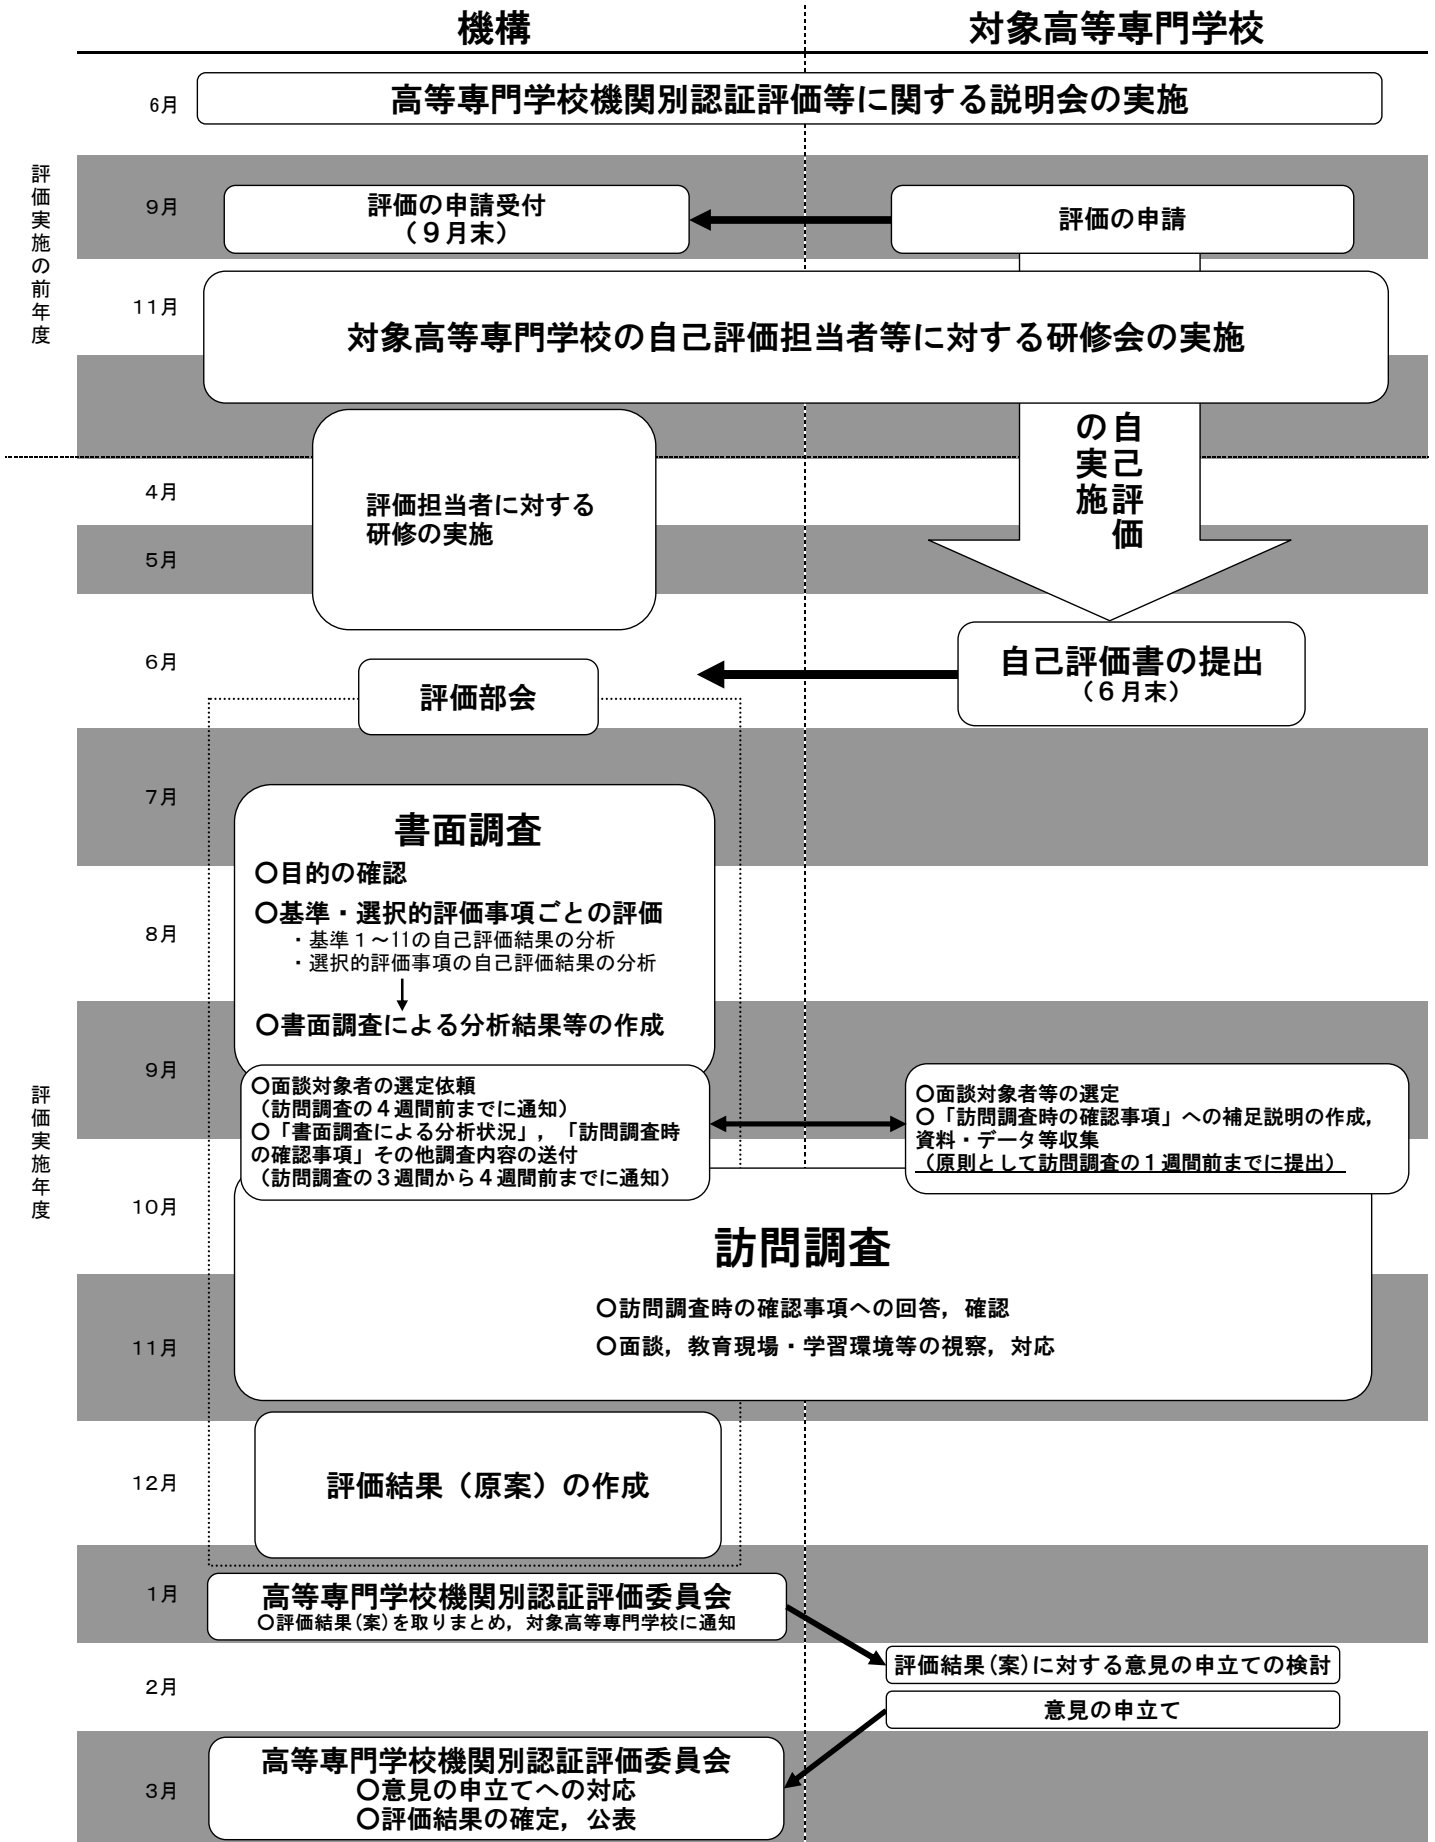 機構
対象高等専門学校
評価実施の前年度
6月
高等専門学校機関別認証評価等に関する説明会の実施
9月
評価の申請受付
（９月末）
評価の申請
11月
対象高等専門学校の自己評価担当者等に対する研修会の実施
自己評価
の実施
評価実施年度
4月
評価担当者に対する
研修の実施
5月
6月
自己評価書の提出
（６月末）
評価部会
7月
書面調査
〇目的の確認
〇基準・選択的評価事項ごとの評価
・基準１～11の自己評価結果の分析
・選択的評価事項の自己評価結果の分析
〇書面調査による分析結果等の作成
8月
9月
〇面談対象者の選定依頼
（訪問調査の４週間前までに通知）
〇「書面調査による分析状況」，「訪問調査時
の確認事項」その他調査内容の送付
（訪問調査の３週間から４週間前までに通知）
〇面談対象者等の選定
〇「訪問調査時の確認事項」への補足説明の作成，
資料・データ等収集
（原則として訪問調査の１週間前までに提出）
10月
訪問調査
〇訪問調査時の確認事項への回答，確認
〇面談，教育現場・学習環境等の視察，対応
11月
12月
評価結果（原案）の作成
1月
高等専門学校機関別認証評価委員会
〇評価結果(案)を取りまとめ，対象高等専門学校に通知
評価結果(案)に対する意見の申立ての検討
2月
意見の申立て
3月
高等専門学校機関別認証評価委員会
〇意見の申立てへの対応
〇評価結果の確定，公表